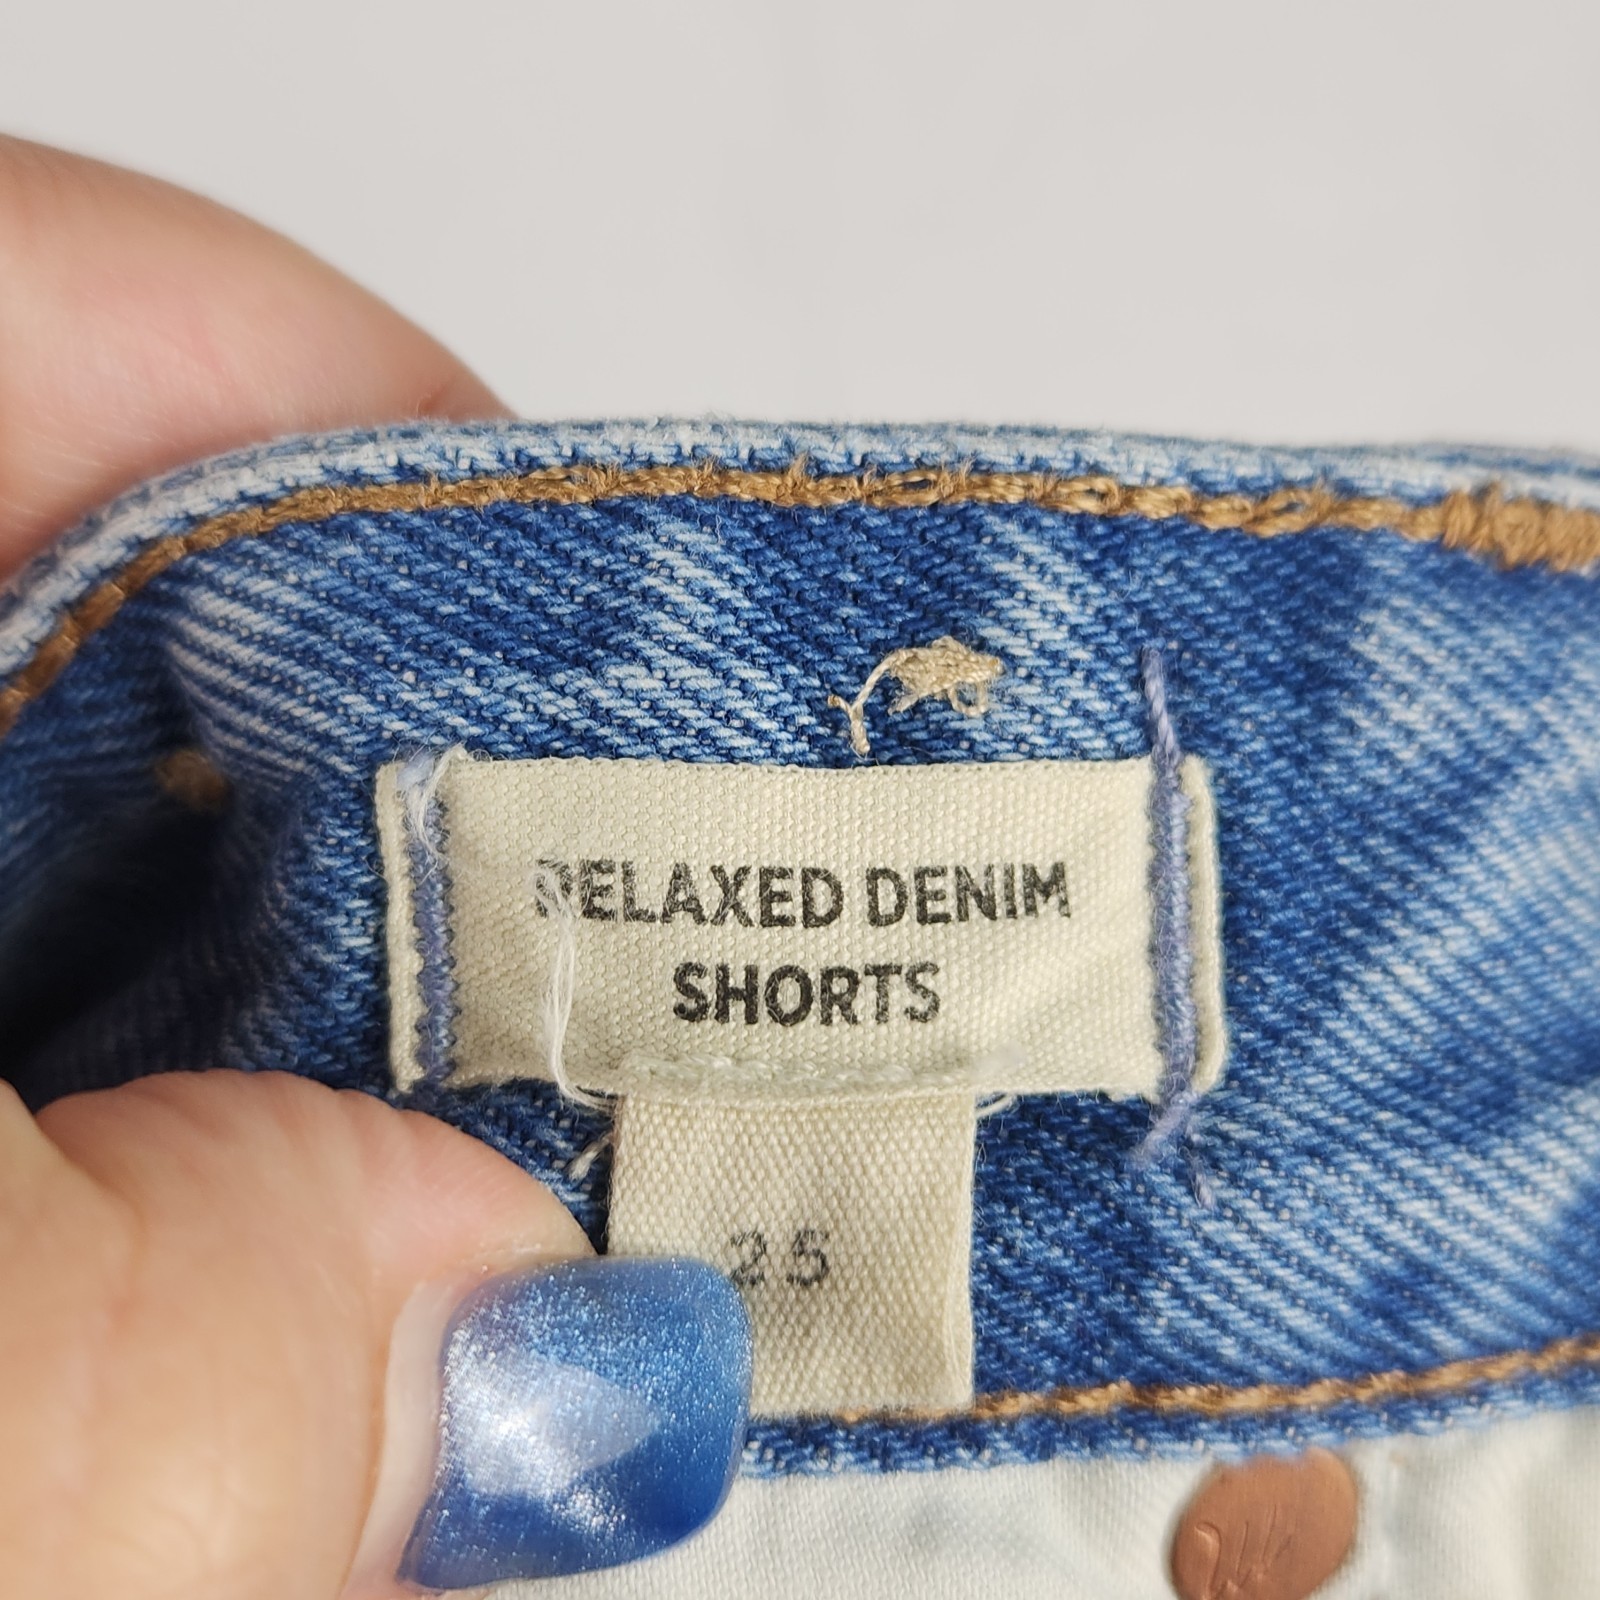 RELAXED DENIM
SHORTS
25